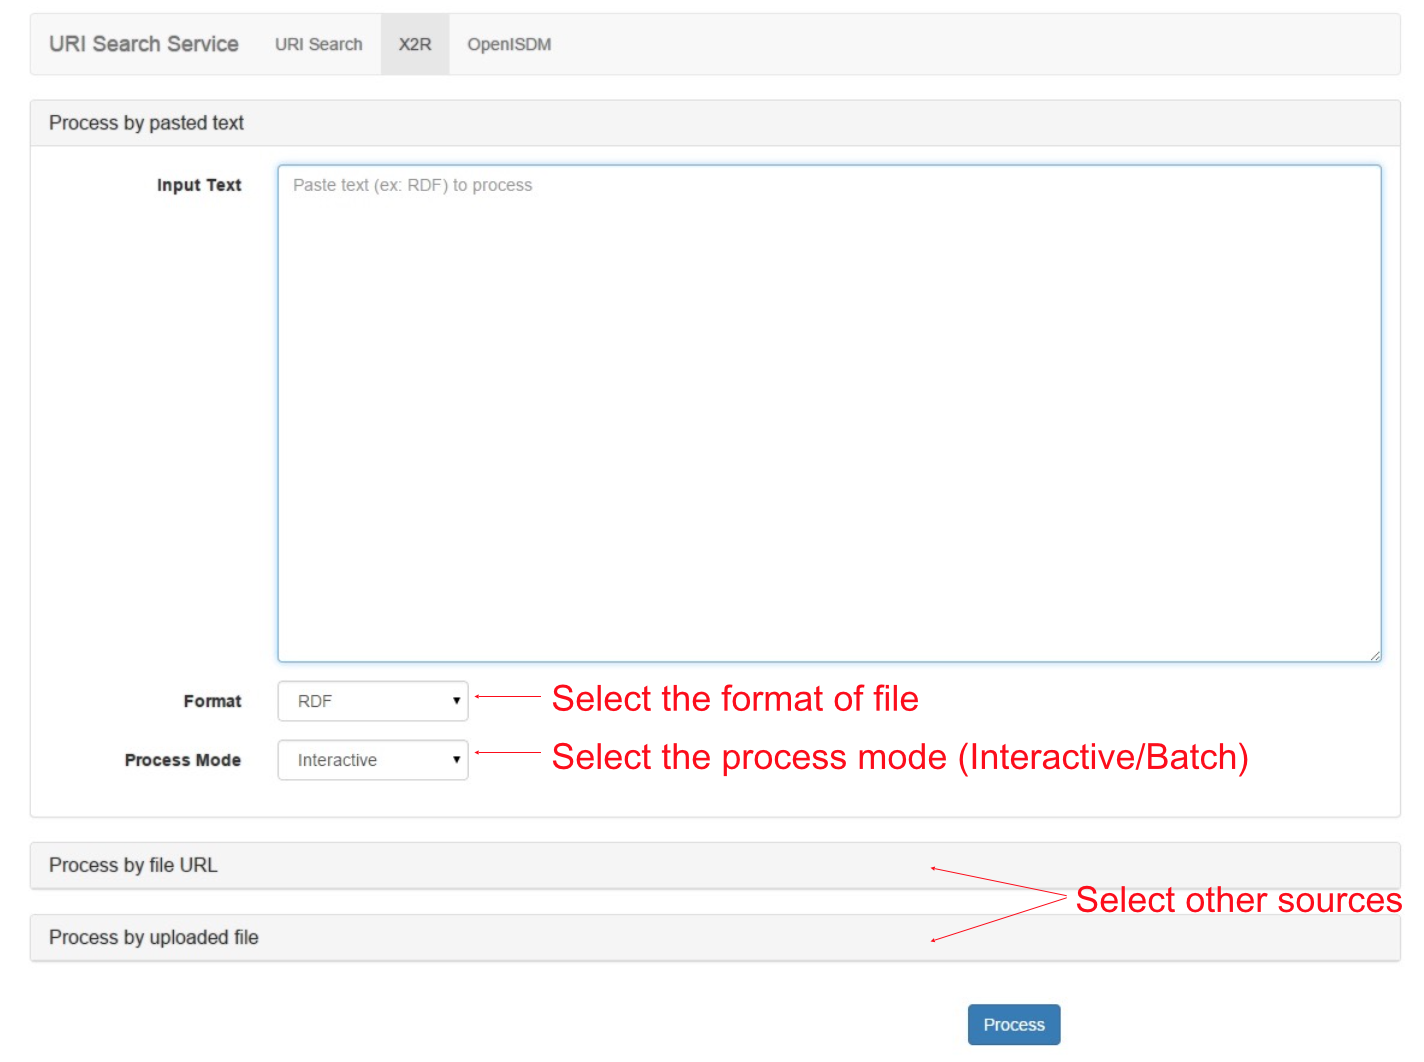 URI Search Service URI Search X2R OpenISDM
Process by pasted text
Input Text Paste text (ex: RDF) to process
Format RDF Select the format of file
Process Mode Interactive Select the process mode (Interactive/Batch)
Process by file URL
Select other sources
Process by uploaded file
Process